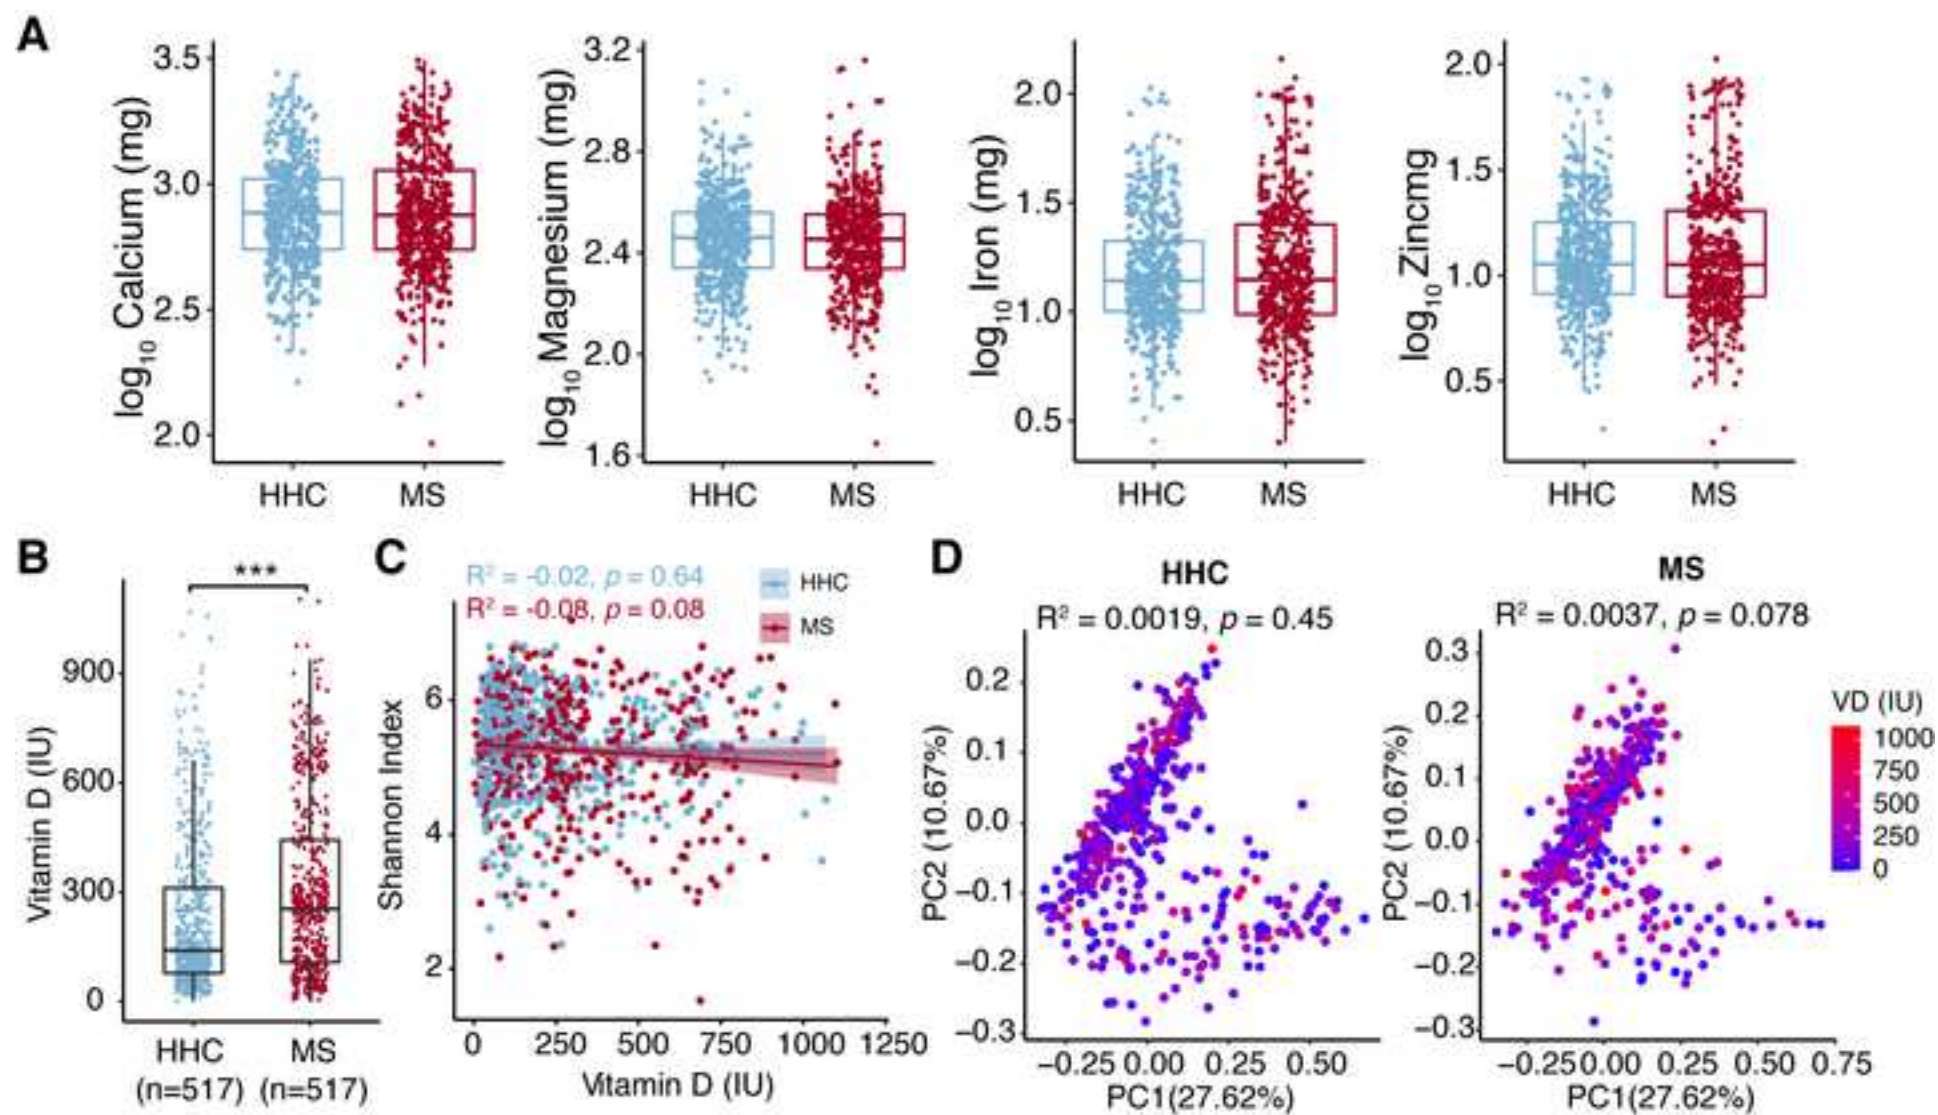 A
log10 Calcium (mg)
3.5
3.0
2.5
2.0
HHC MS
log10 Magnesium (mg)
3.2
2.8
2.4
2.0
1.6
HHC MS
log10 Iron (mg)
2.0
1.5
1.0
0.5
HHC MS
log10 Zincmg
2.0
1.5
1.0
0.5
HHC MS
B
***
Vitamin D (IU)
900
600
300
0
HHC MS
(n=517) (n=517)
C
R² = -0.02, p = 0.64
R² = -0.08, p = 0.08
HHC
MS
Shannon Index
6
4
2
0 250 500 750 1000 1250
Vitamin D (IU)
D
HHC
R² = 0.0019, p = 0.45
PC2 (10.67%)
0.2
0.1
0.0
−0.1
−0.2
−0.3
−0.25 0.00 0.25 0.50
PC1(27.62%)
MS
R² = 0.0037, p = 0.078
PC2 (10.67%)
0.3
0.2
0.1
0.0
−0.1
−0.2
−0.3
−0.25 0.00 0.25 0.50 0.75
PC1(27.62%)
VD (IU)
1000
750
500
250
0